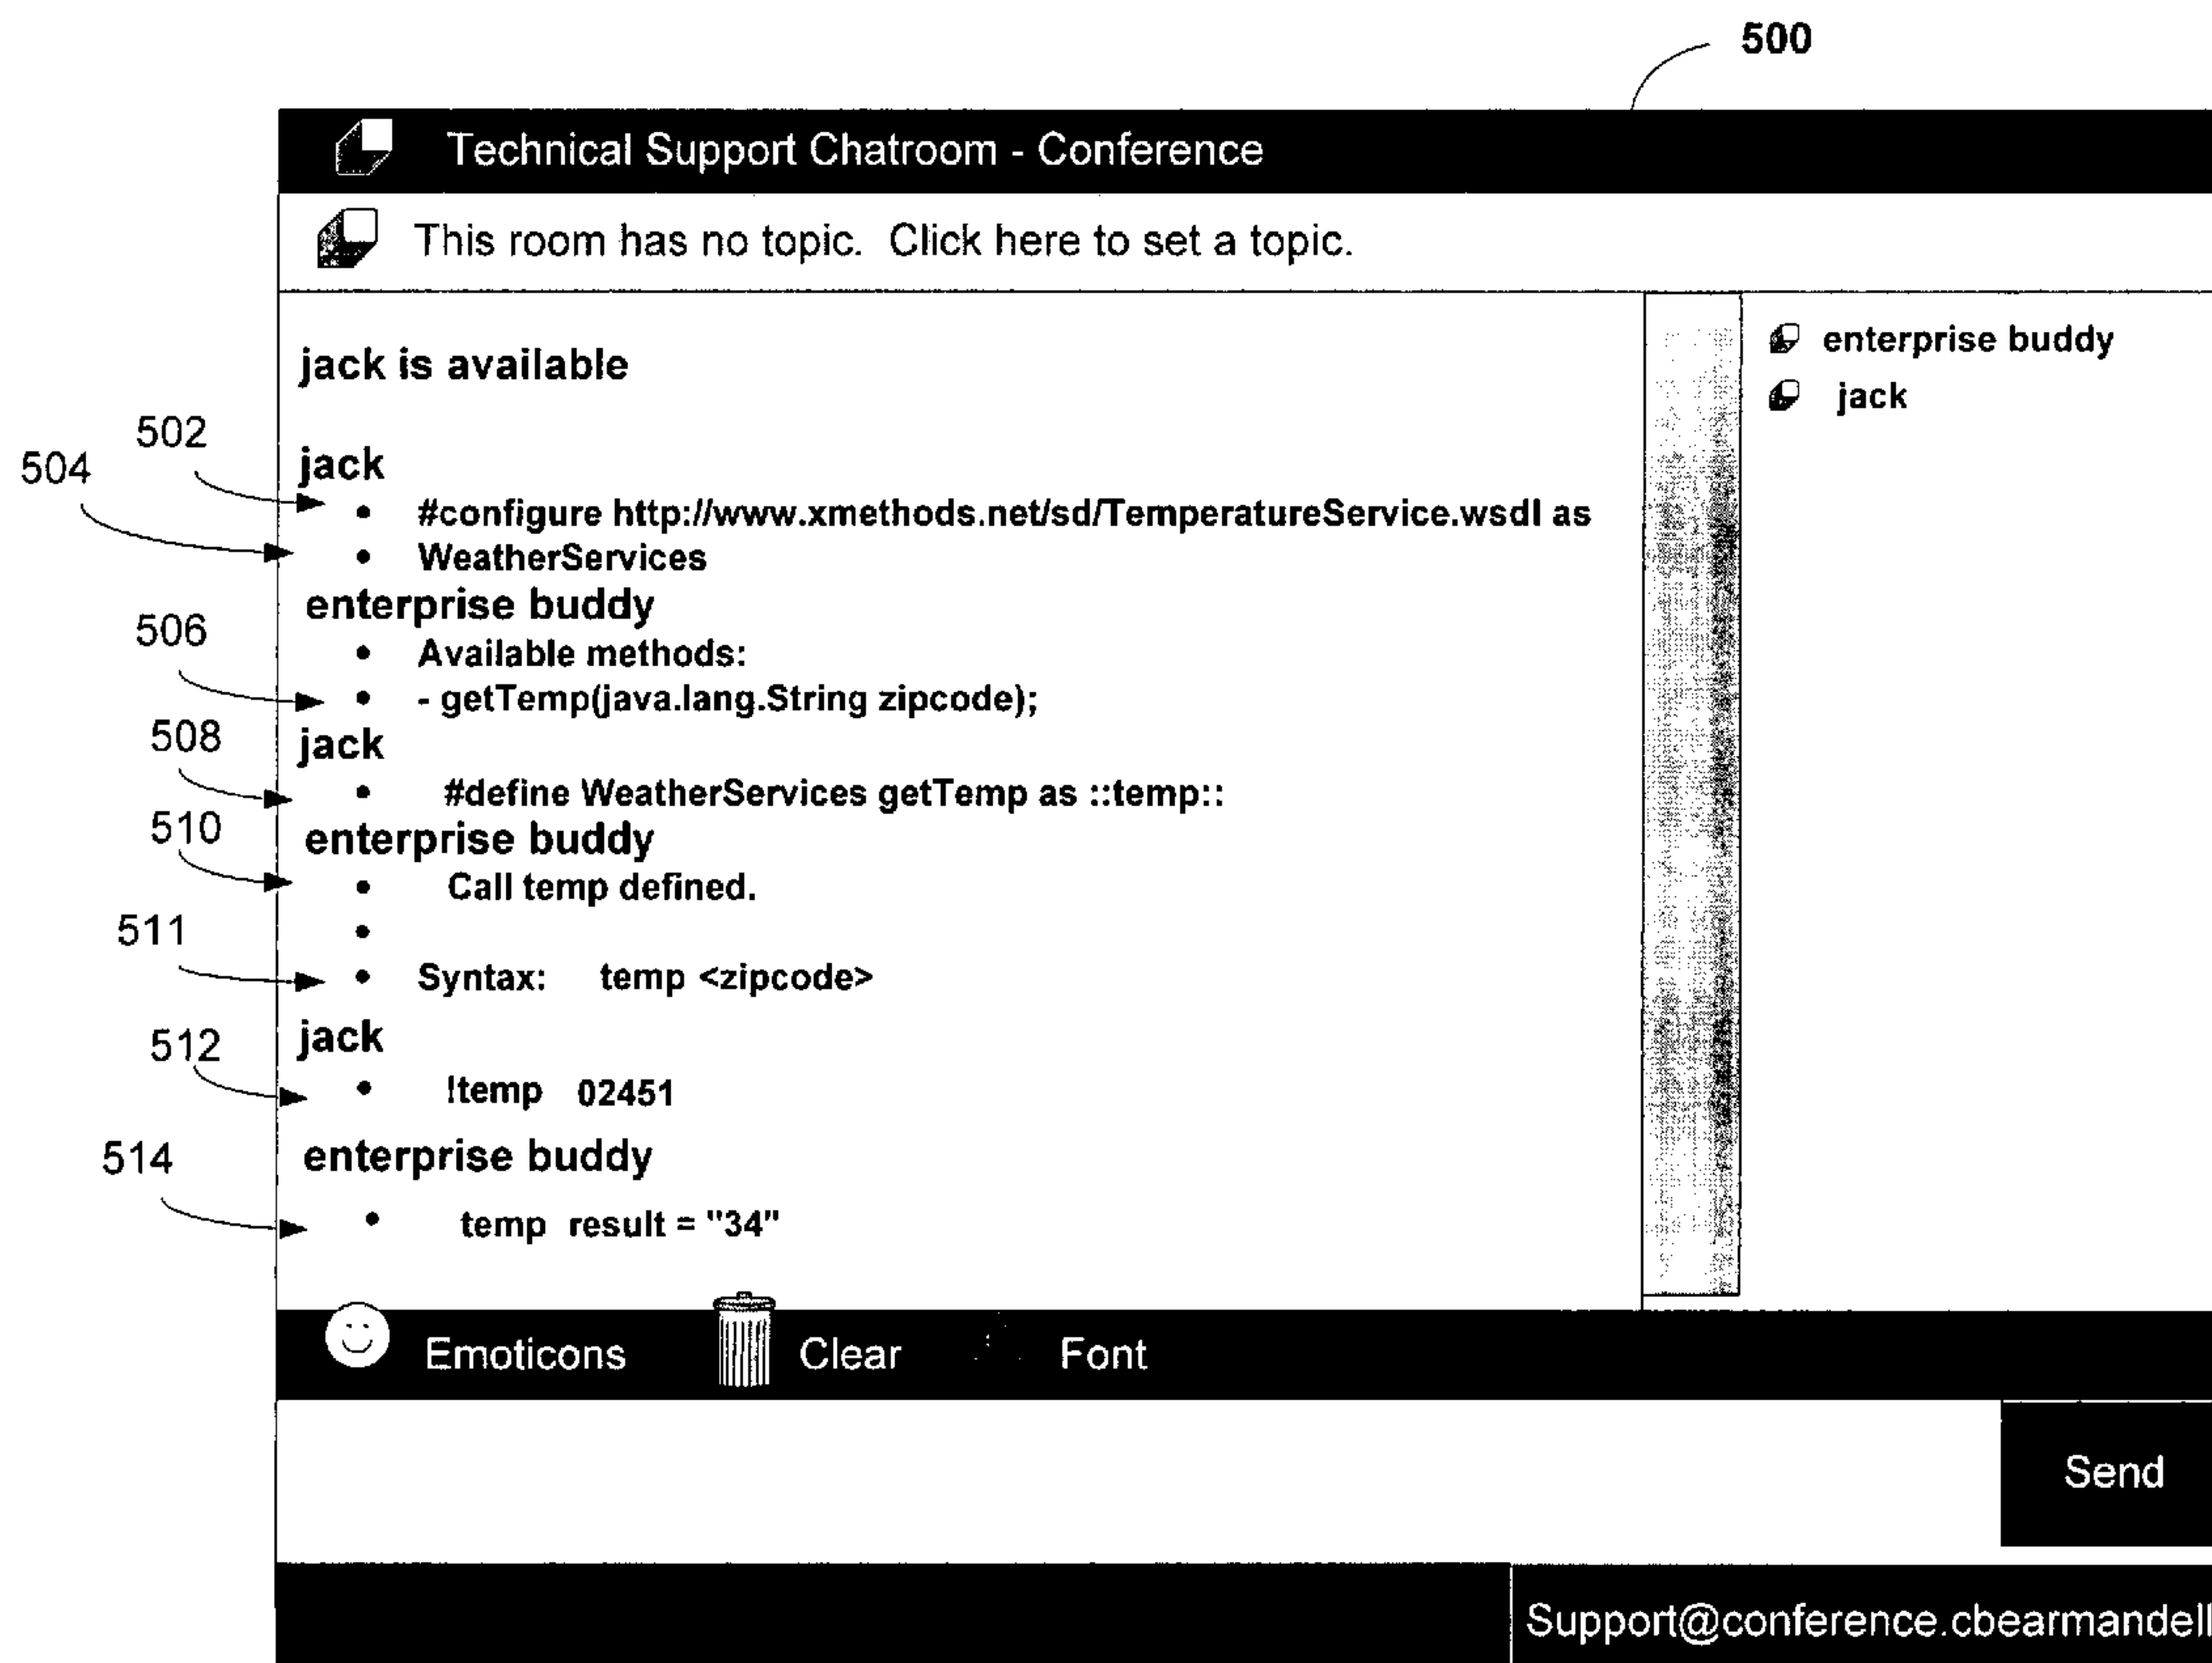 500
Technical Support Chatroom - Conference
This room has no topic. Click here to set a topic.
jack is available
enterprise buddy
jack
502
504
jack
• #configure http://www.xmethods.net/sd/TemperatureService.wsdl as
• WeatherServices
enterprise buddy
506
• Available methods:
• - getTemp(java.lang.String zipcode);
508
jack
• #define WeatherServices getTemp as ::temp::
510
enterprise buddy
• Call temp defined.
511
•
• Syntax: temp <zipcode>
512
jack
• !temp 02451
514
enterprise buddy
• temp result = "34"
Emoticons Clear Font
Send
Support@conference.cbearmandell